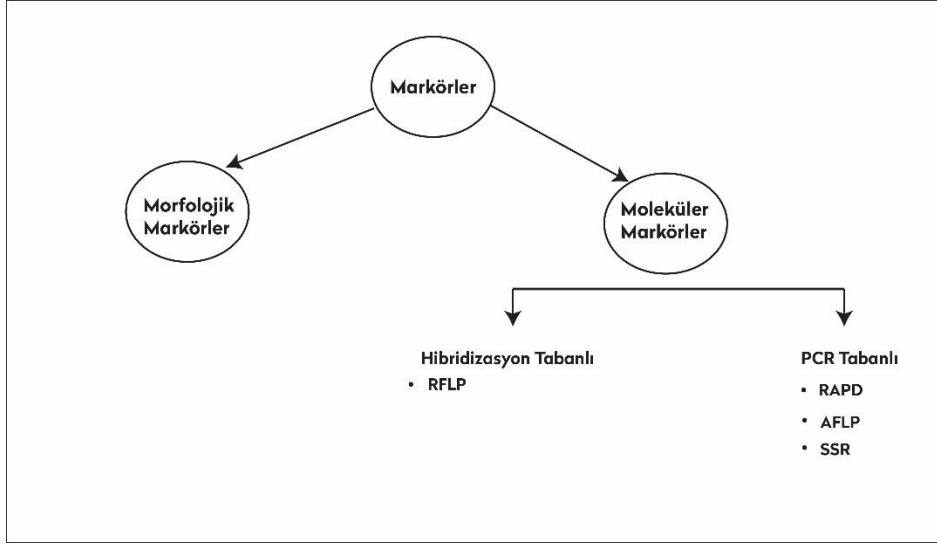 Markörler
Morfolojik
Markörler
Moleküler
Markörler
Hibridizasyon Tabanlı
• RFLP
PCR Tabanlı
• RAPD
• AFLP
• SSR